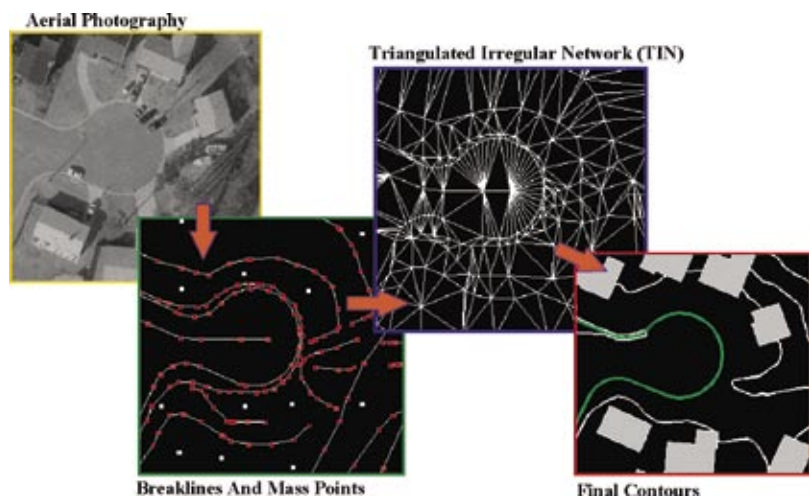 Aerial Photography
Triangulated Irregular Network (TIN)
Breaklines And Mass Points
Final Contours